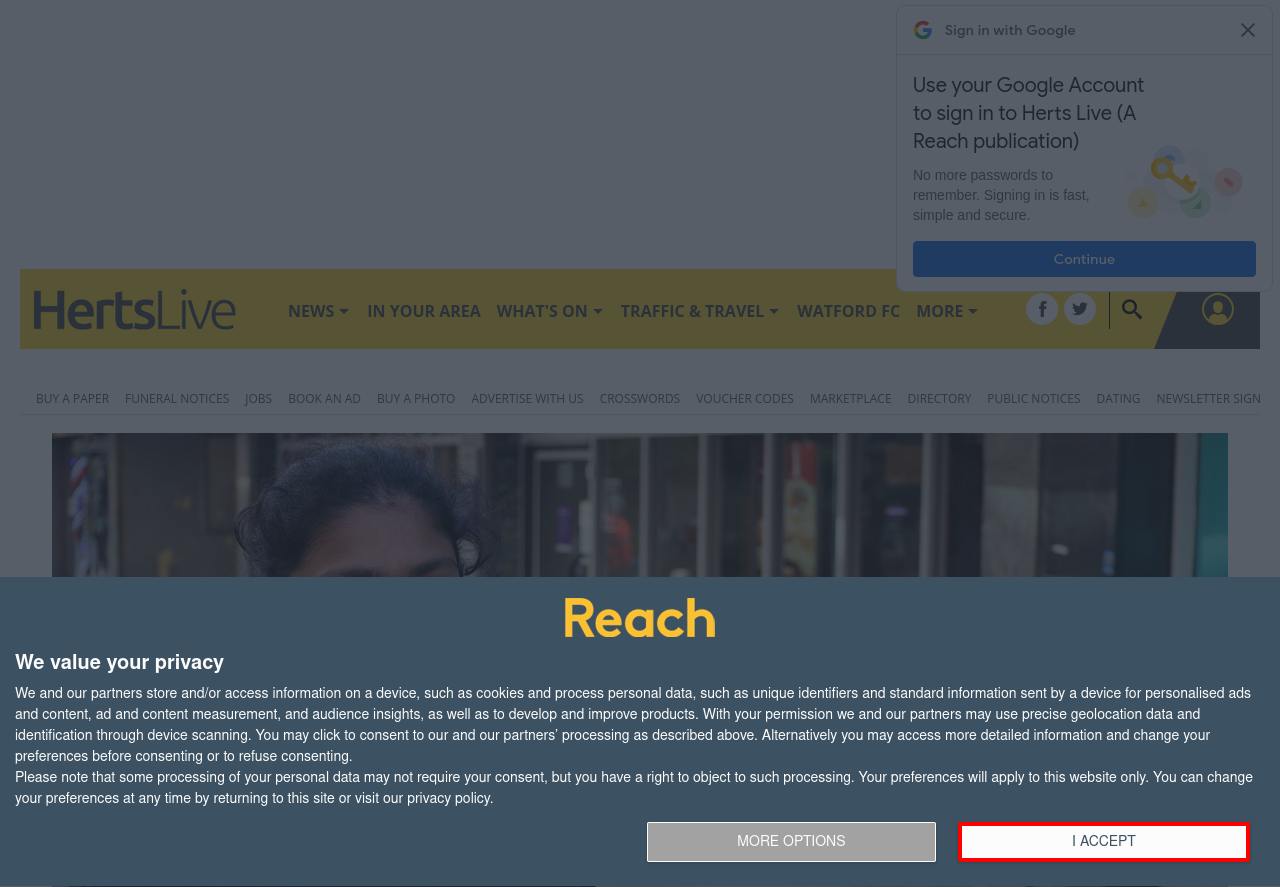 Sign in with Google
Use your Google Account
to sign in to Herts Live (A
Reach publication)
No more passwords to
remember. Signing in is fast,
simple and secure.
Continue
HertsLive
NEWS IN YOUR AREA WHAT'S ON TRAFFIC & TRAVEL WATFORD FC MORE
BUY A PAPER FUNERAL NOTICES JOBS BOOK AN AD BUY A PHOTO ADVERTISE WITH US CROSSWORDS VOUCHER CODES MARKETPLACE DIRECTORY PUBLIC NOTICES DATING NEWSLETTER SIGN
Reach
We value your privacy
We and our partners store and/or access information on a device, such as cookies and process personal data, such as unique identifiers and standard information sent by a device for personalised ads
and content, ad and content measurement, and audience insights, as well as to develop and improve products. With your permission we and our partners may use precise geolocation data and
identification through device scanning. You may click to consent to our and our partners’ processing as described above. Alternatively you may access more detailed information and change your
preferences before consenting or to refuse consenting.
Please note that some processing of your personal data may not require your consent, but you have a right to object to such processing. Your preferences will apply to this website only. You can change
your preferences at any time by returning to this site or visit our privacy policy.
MORE OPTIONS I ACCEPT